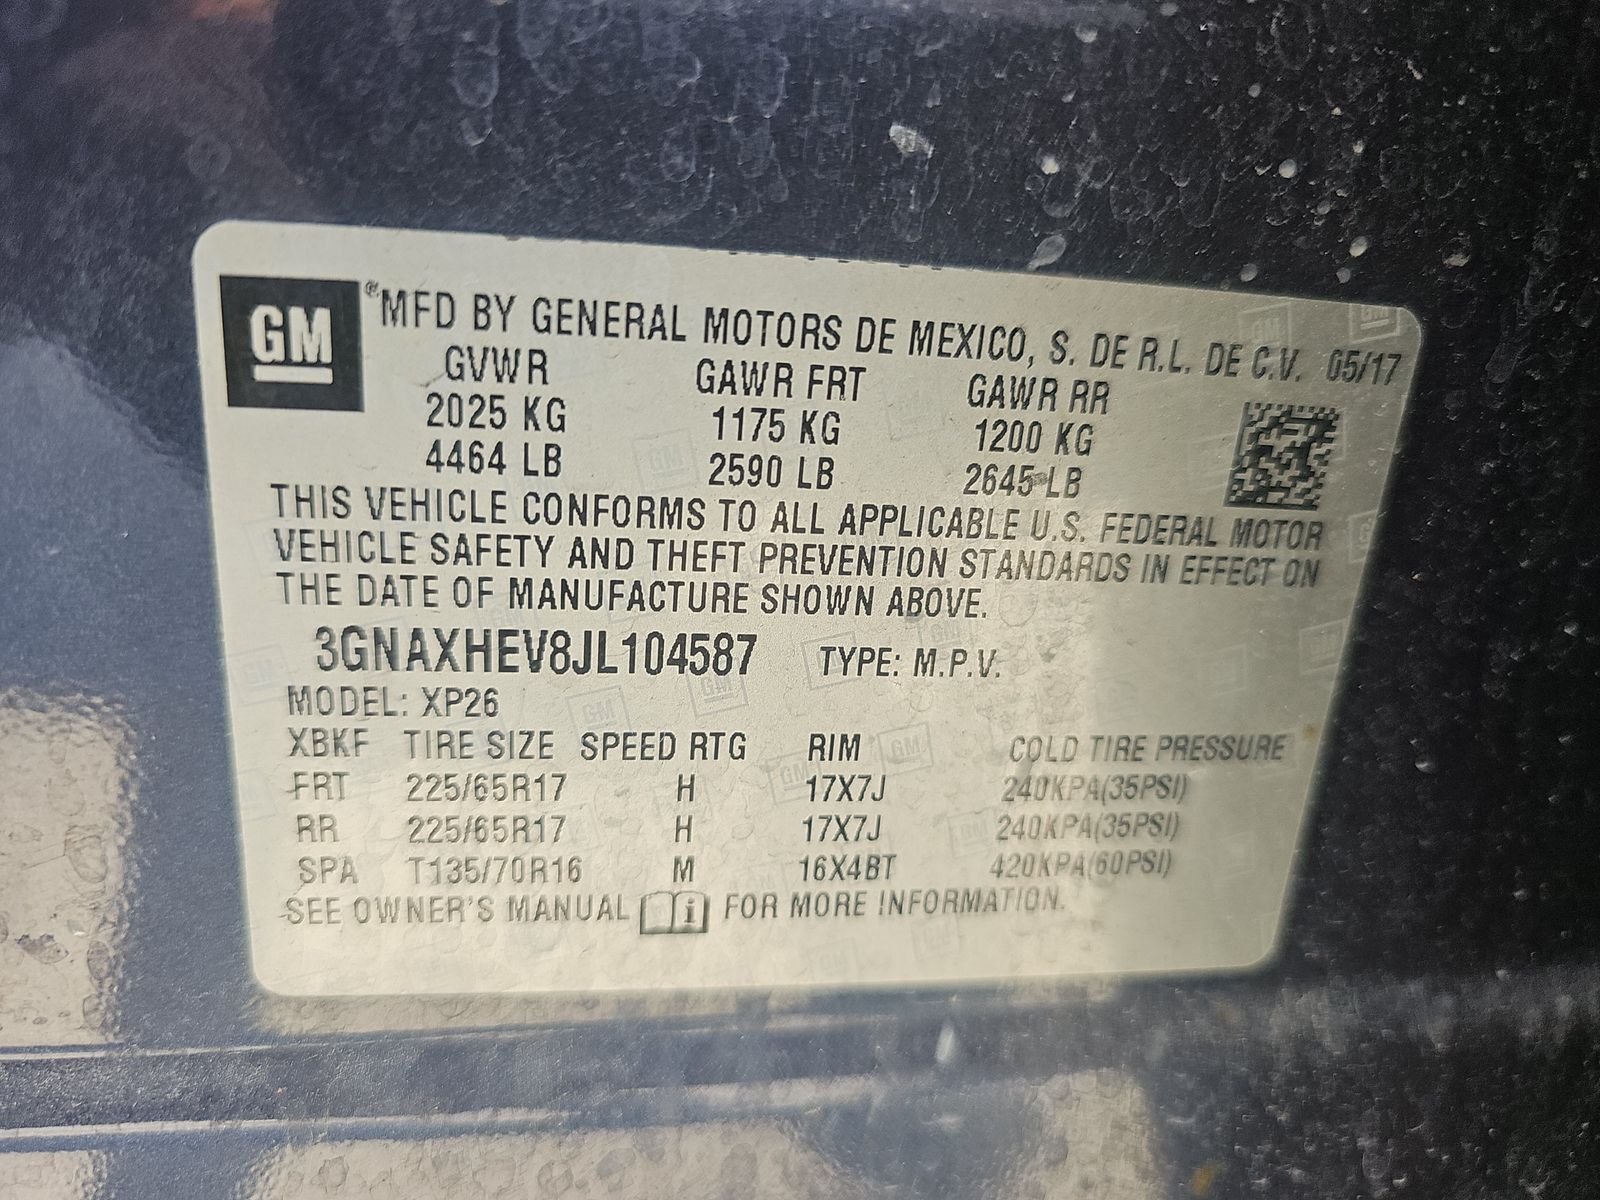 GM
® MFD BY GENERAL MOTORS DE MEXICO, S. DE R.L. DE C.V. 05/17
GVWR GAWR FRT GAWR RR
2025 KG 1175 KG 1200 KG
4464 LB 2590 LB 2645 LB
THIS VEHICLE CONFORMS TO ALL APPLICABLE U.S. FEDERAL MOTOR
VEHICLE SAFETY AND THEFT PREVENTION STANDARDS IN EFFECT ON
THE DATE OF MANUFACTURE SHOWN ABOVE.
3GNAXHEV8JL104587 TYPE: M.P.V.
MODEL: XP26
XBKF TIRE SIZE SPEED RTG RIM COLD TIRE PRESSURE
FRT 225/65R17 H 17X7J 240KPA(35PSI)
RR 225/65R17 H 17X7J 240KPA(35PSI)
SPA T135/70R16 M 16X4BT 420KPA(60PSI)
SEE OWNER'S MANUAL FOR MORE INFORMATION.